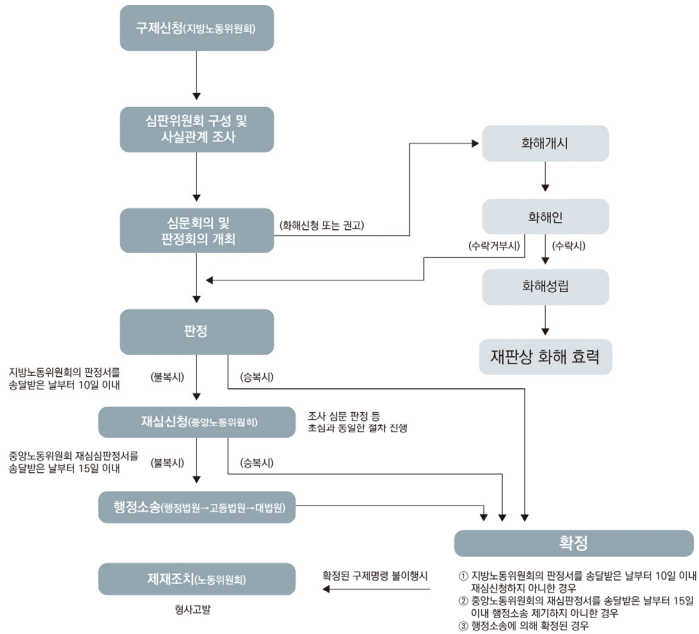 구제신청(지방노동위원회)
심판위원회 구성 및
사실관계 조사
화해개시
심문회의 및
판정회의 개최
(화해신청 또는 권고)
화해인
(수락거부시)
(수락시)
화해성립
판정
재판상 화해 효력
지방노동위원회의 판정서를
송달받은 날부터 10일 이내
(불복시)
(승복시)
재심신청(중앙노동위원회)
조사 심문 판정 등
초심과 동일한 절차 진행
중앙노동위원회 재심심판정서를
송달받은 날부터 15일 이내
(불복시)
(승복시)
행정소송(행정법원→고등법원→대법원)
확정
① 지방노동위원회의 판정서를 송달받은 날부터 10일 이내
재심신청하지 아니한 경우
② 중앙노동위원회의 재심판정서를 송달받은 날부터 15일
이내 행정소송 제기하지 아니한 경우
③ 행정소송에 의해 확정된 경우
확정된 구제명령 불이행시
제재조치(노동위원회)
형사고발